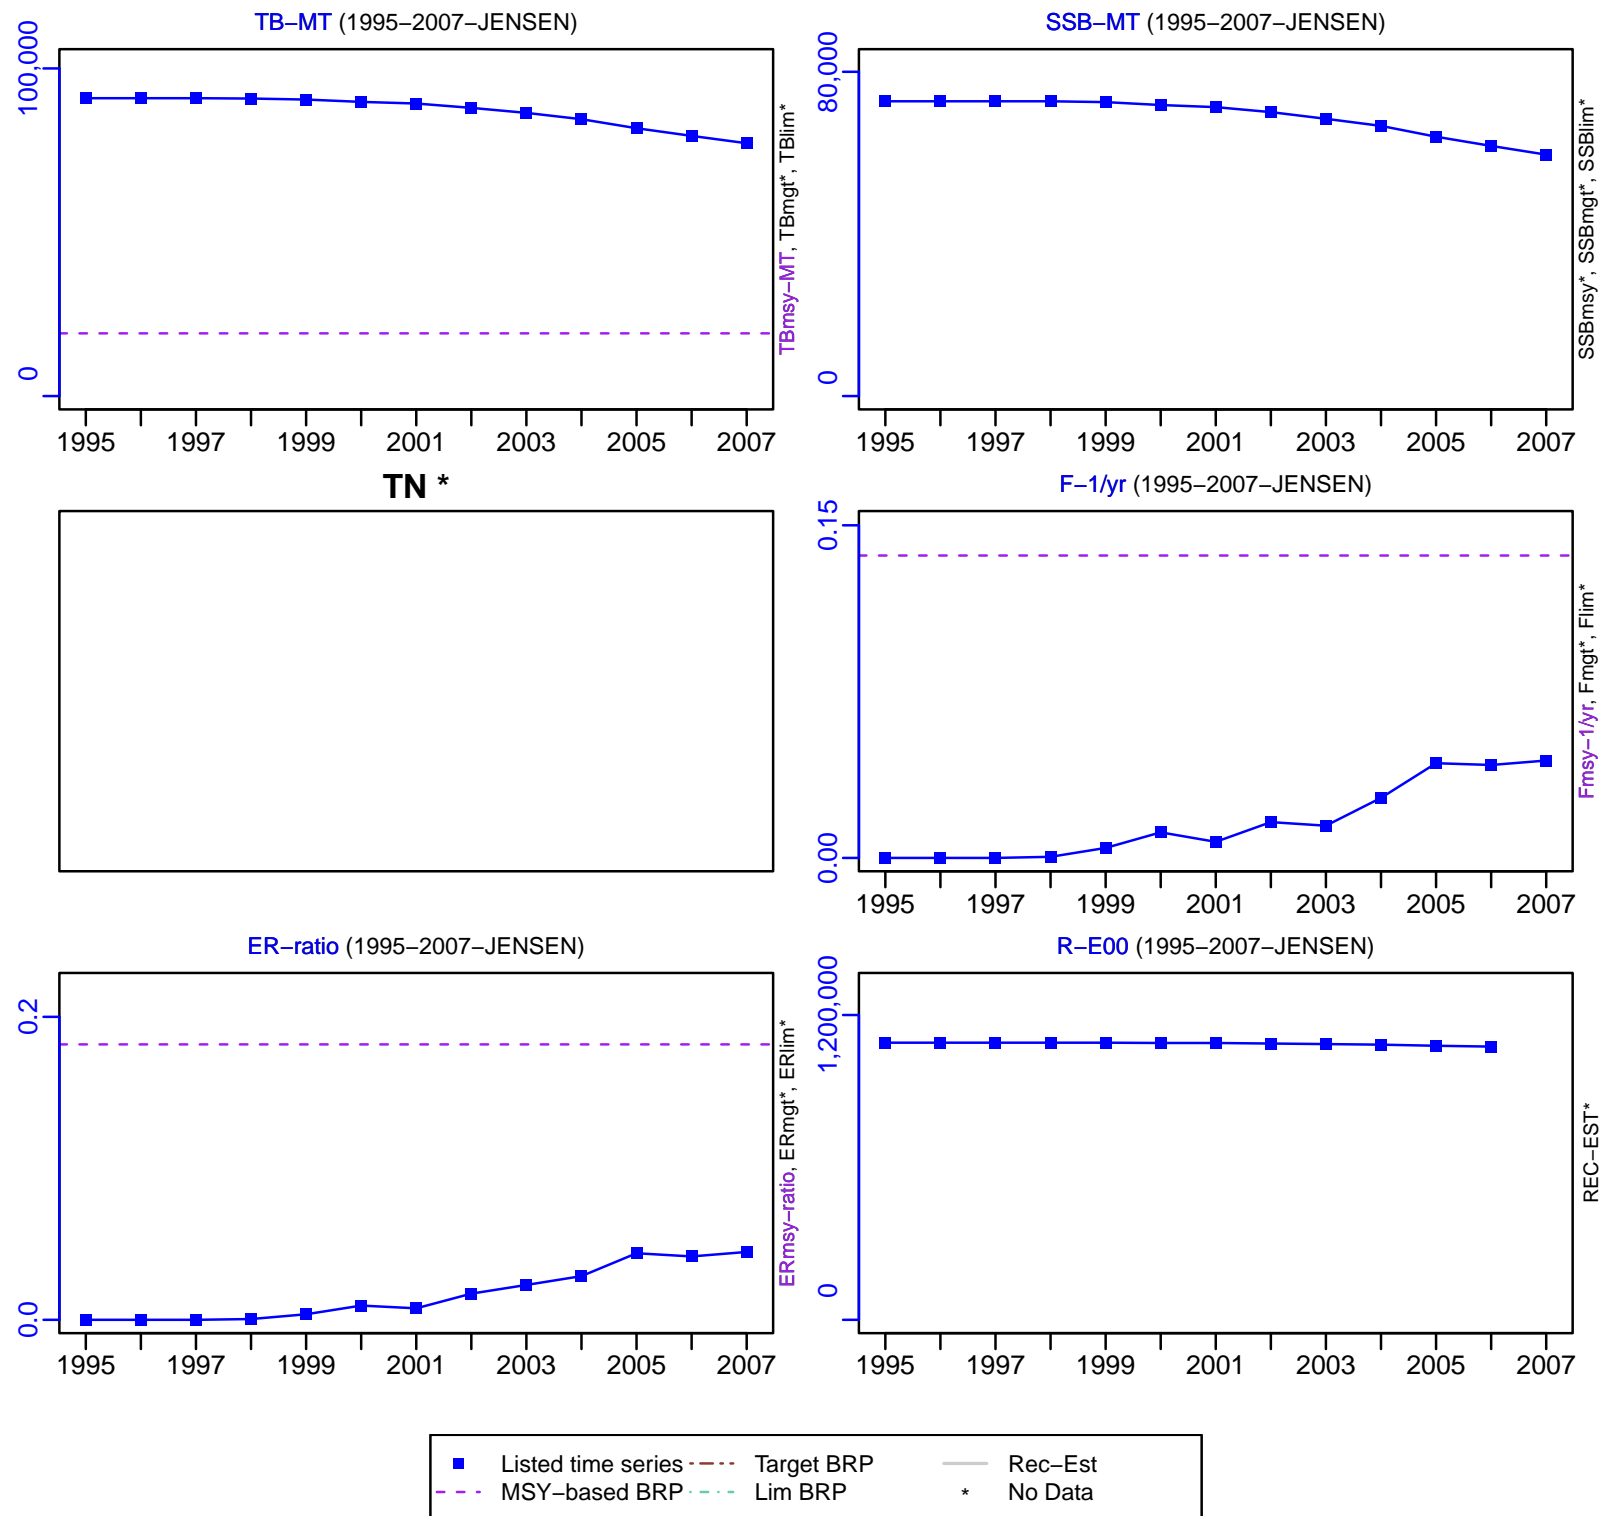 TB−MT (1995−2007−JENSEN)
100,000
0
TBmsy−MT, TBmgt*, TBlim*
1995 1997 1999 2001 2003 2005 2007
SSB−MT (1995−2007−JENSEN)
80,000
0
SSBmsy*, SSBmgt*, SSBlim*
1995 1997 1999 2001 2003 2005 2007
TN *
F−1/yr (1995−2007−JENSEN)
0.15
0.00
Fmsy−1/yr, Fmgt*, Flim*
1995 1997 1999 2001 2003 2005 2007
ER−ratio (1995−2007−JENSEN)
0.2
0.0
ERmsy−ratio, ERmgt*, ERlim*
1995 1997 1999 2001 2003 2005 2007
R−E00 (1995−2007−JENSEN)
1,200,000
0
REC−EST*
1995 1997 1999 2001 2003 2005 2007
Listed time series Target BRP Rec−Est
MSY−based BRP Lim BRP * No Data